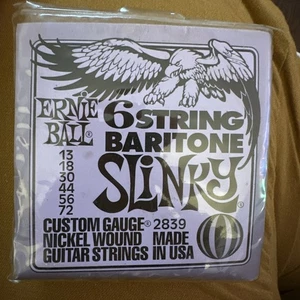 ERNIE
BALL®
6 STRING
BARITONE
SLINKY®
13
18
30
44
56
72
CUSTOM GAUGE® 2839
NICKEL WOUND MADE
GUITAR STRINGS IN USA